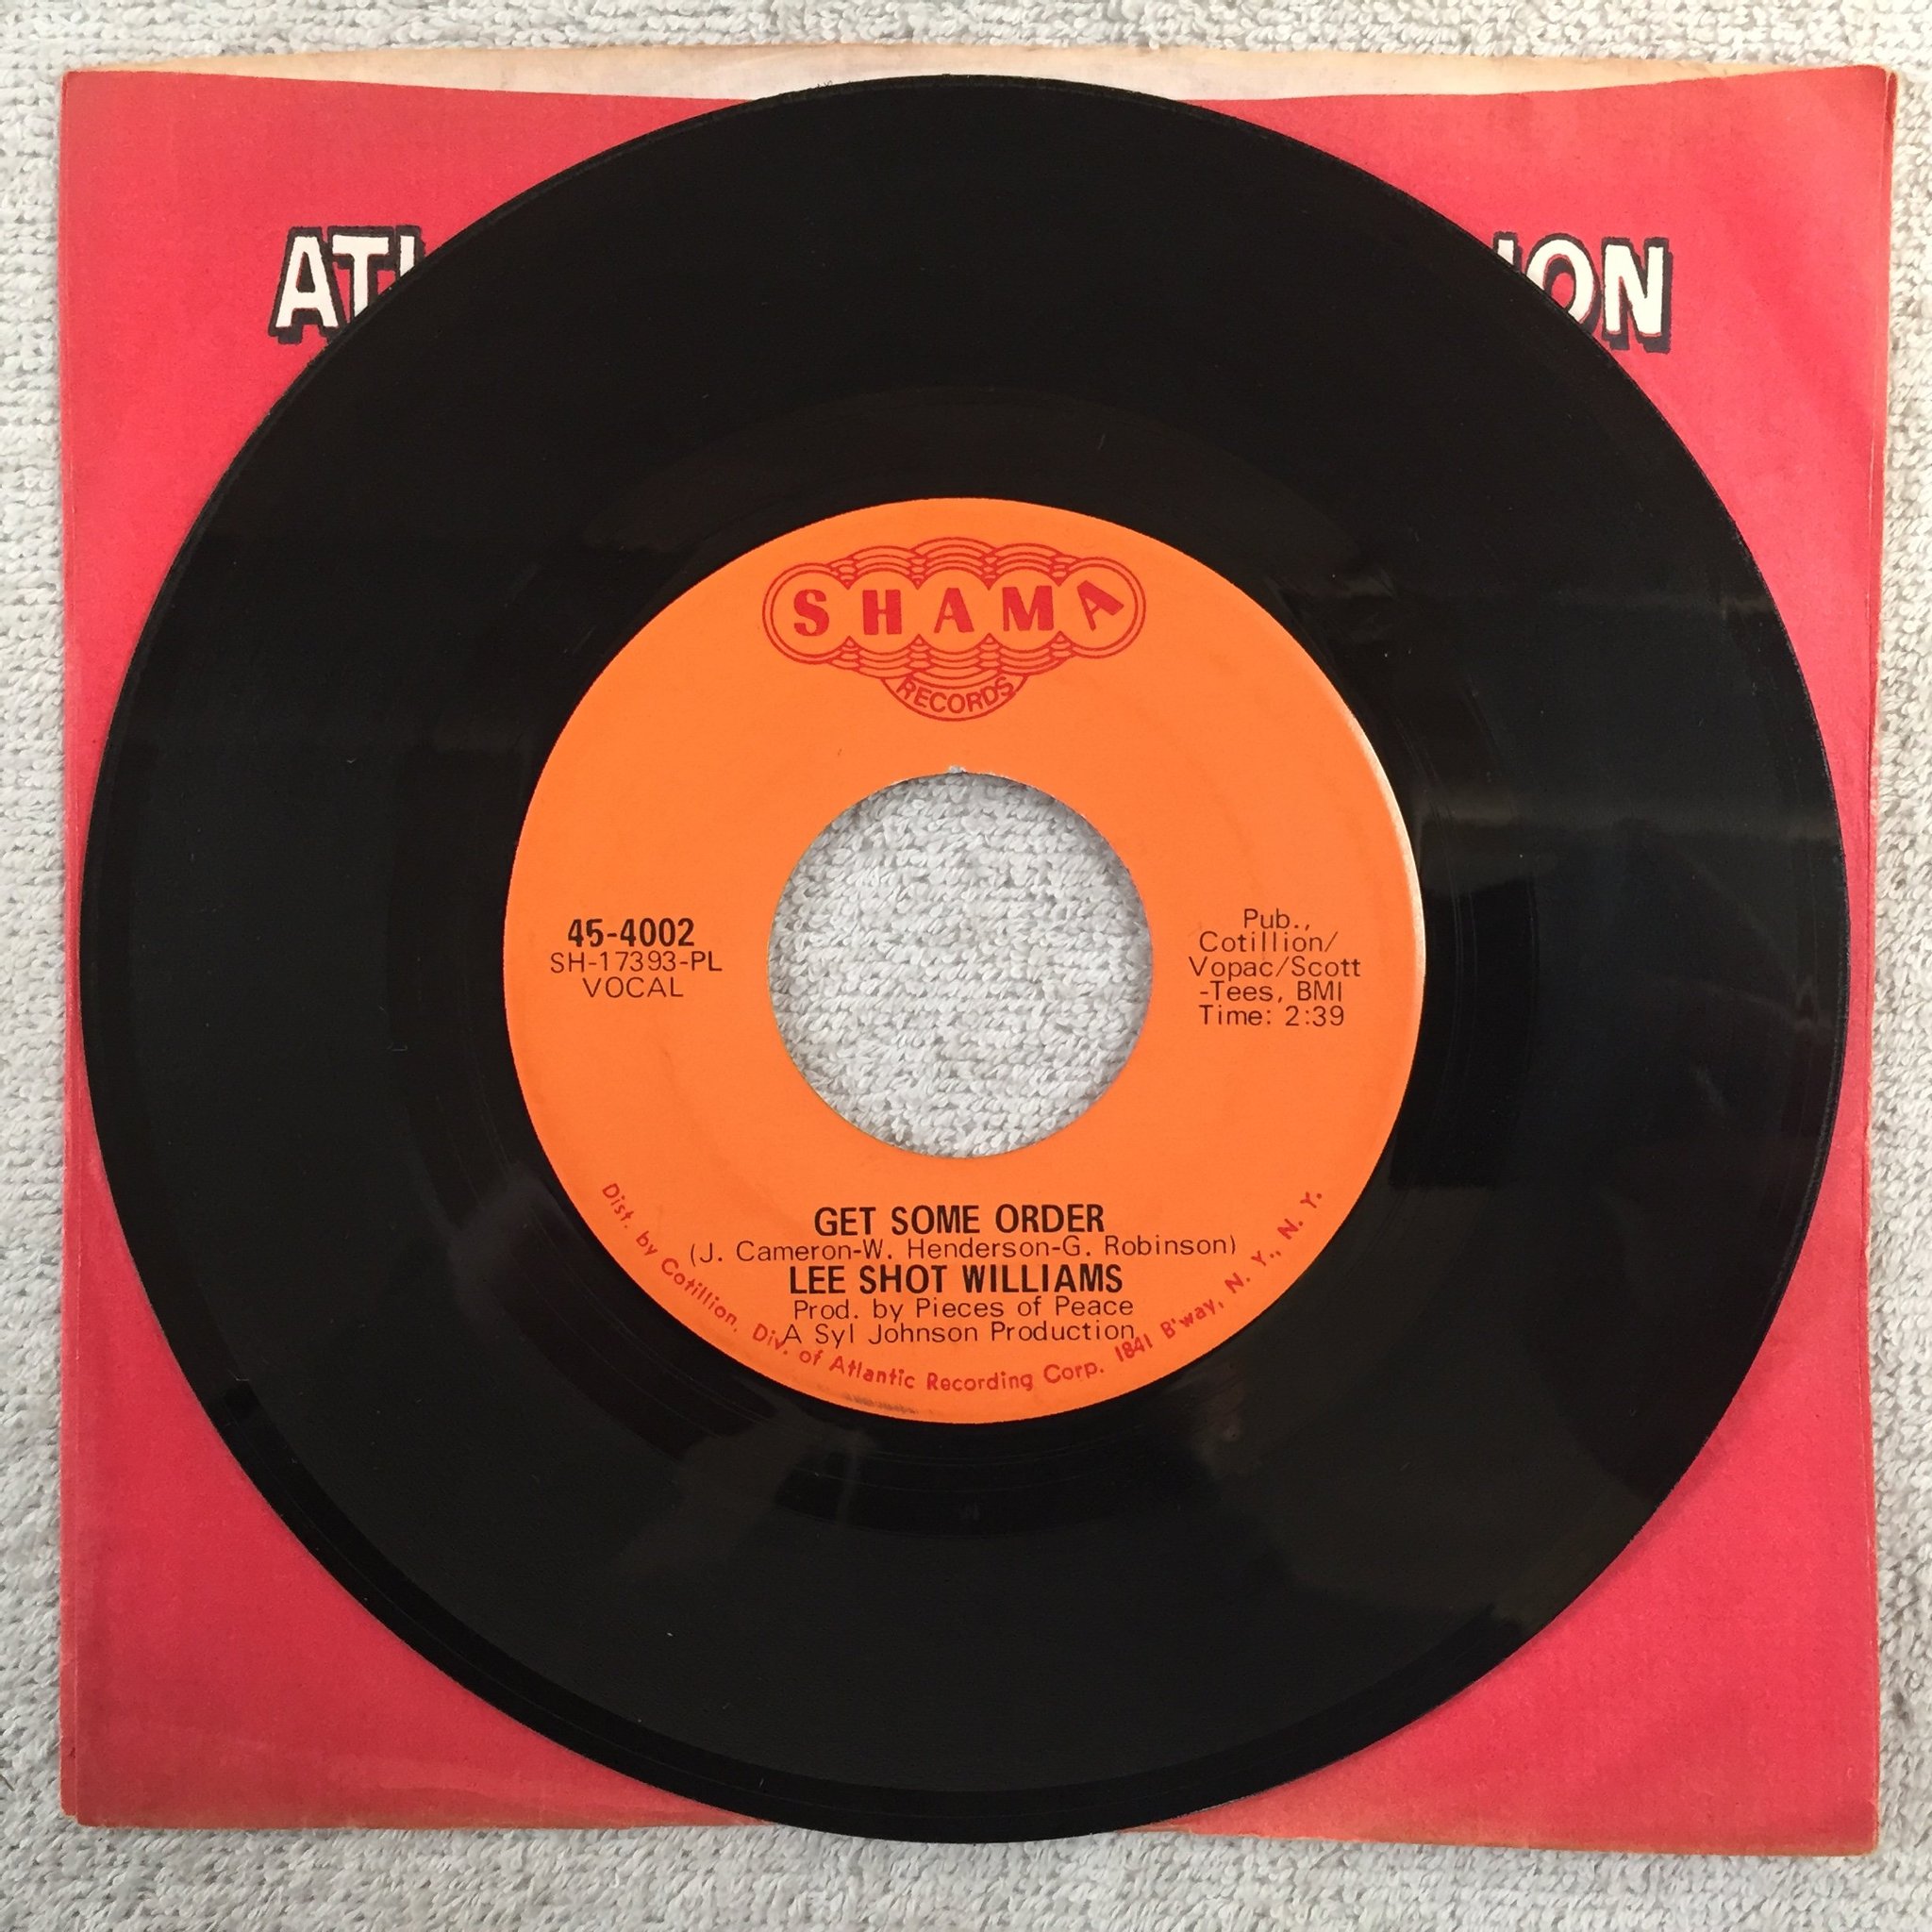 SHAMA
RECORDS
45-4002
SH-17393-PL
VOCAL
Pub.,
Cotillion/
Vopac/Scott
-Tees, BMI
Time: 2:39
GET SOME ORDER
(J. Cameron-W. Henderson-G. Robinson)
LEE SHOT WILLIAMS
Prod. by Pieces of Peace
A Syl Johnson Production
Dist. by Cotillion, Div. of Atlantic Recording Corp. 1841 B'way, N. Y., N. Y.